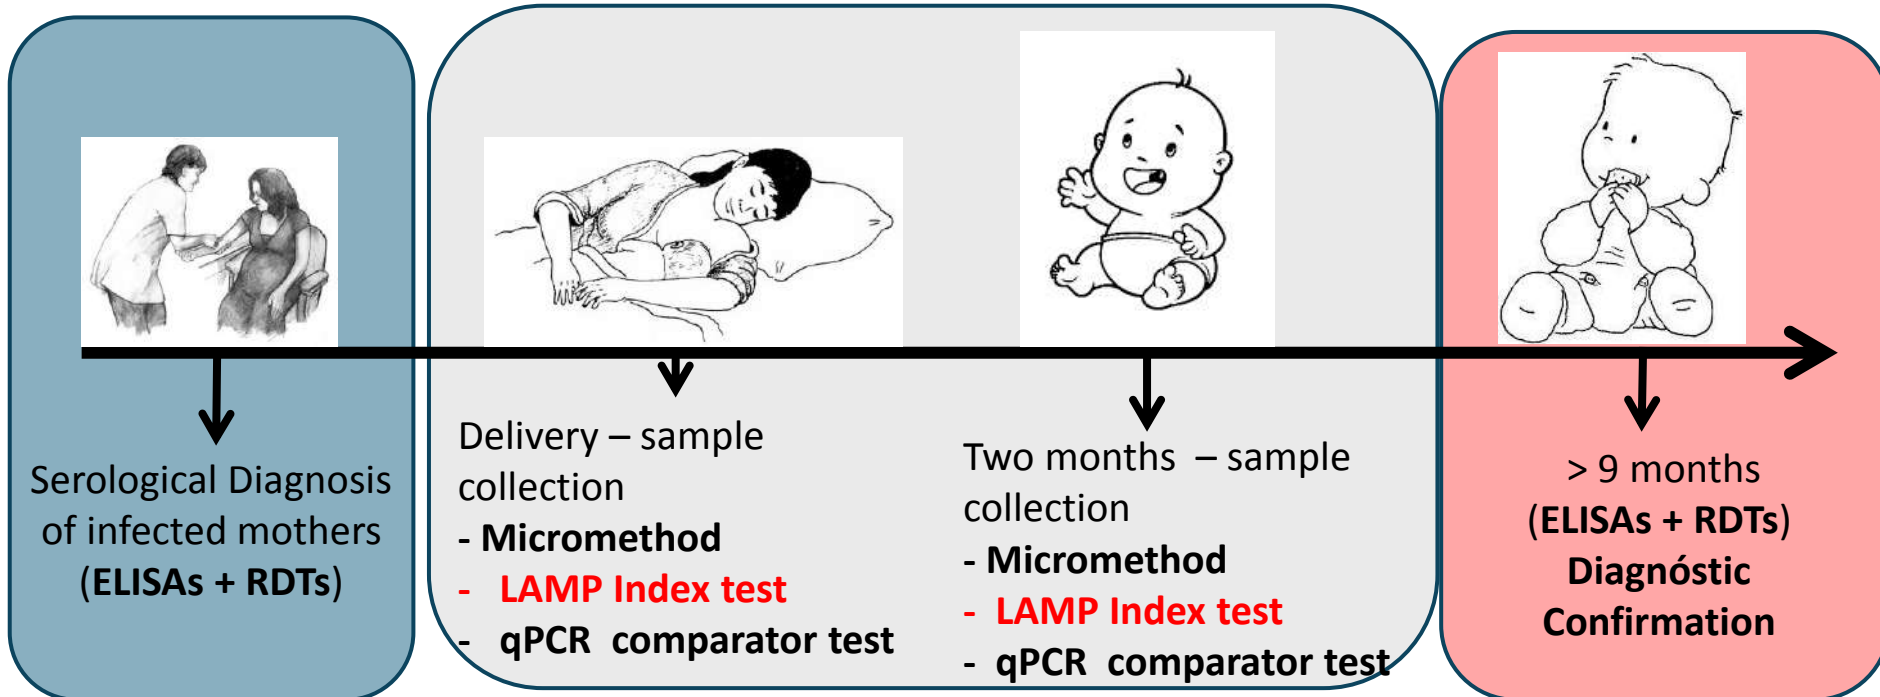 Serological Diagnosis
of infected mothers
(ELISAs + RDTs)
Delivery – sample
collection
- Micromethod
- LAMP Index test
- qPCR comparator test
Two months – sample
collection
- Micromethod
- LAMP Index test
- qPCR comparator test
> 9 months
(ELISAs + RDTs)
Diagnóstic
Confirmation